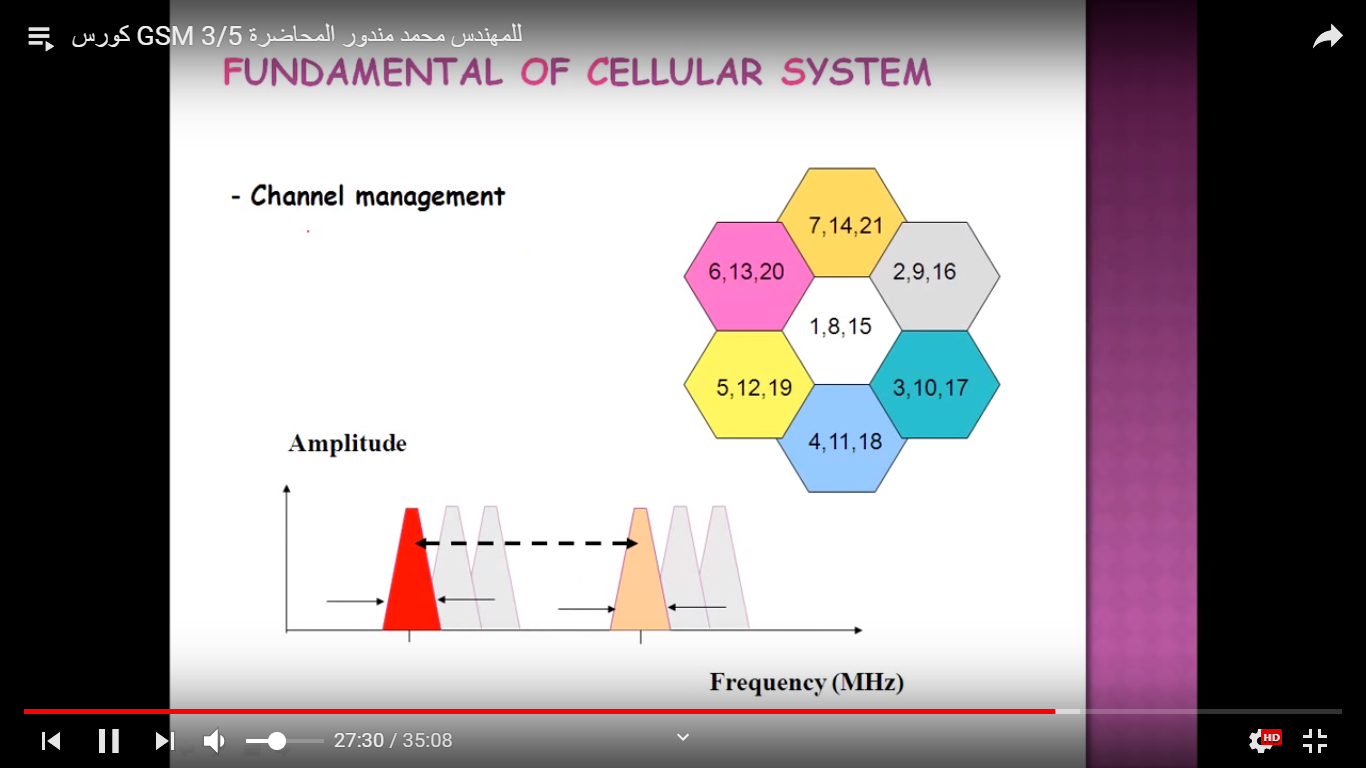 كورس GSM 3/5 للمهندس محمد مندور المحاضرة
FUNDAMENTAL OF CELLULAR SYSTEM
- Channel management
7,14,21
6,13,20
2,9,16
1,8,15
5,12,19
3,10,17
4,11,18
Amplitude
Frequency (MHz)
27:30 / 35:08
HD